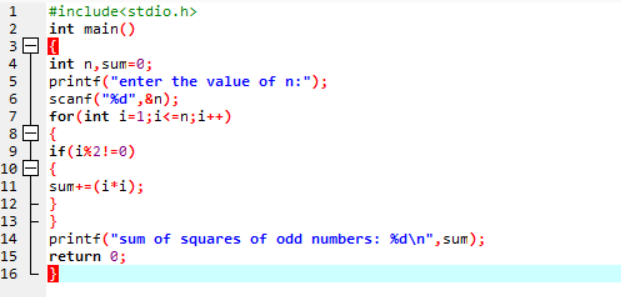 1 #include<stdio.h>
2 int main()
3 {
4 int n,sum=0;
5 printf("enter the value of n:");
6 scanf("%d",&n);
7 for(int i=1;i<=n;i++)
8 {
9 if(i%2!=0)
10 {
11 sum+=(i*i);
12 }
13 }
14 printf("sum of squares of odd numbers: %d\n",sum);
15 return 0;
16 }